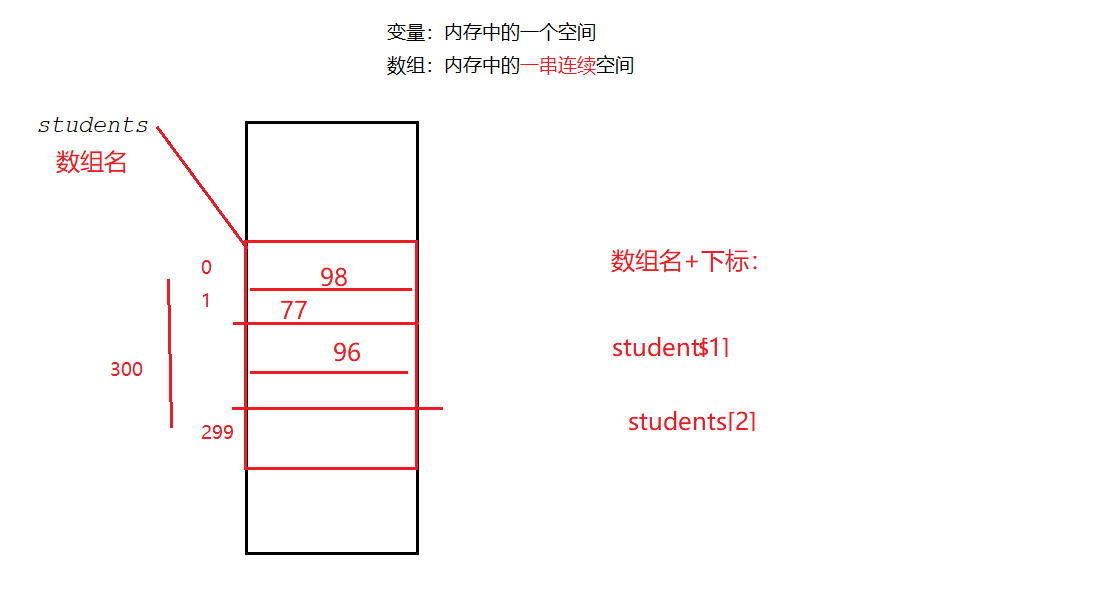 变量：内存中的一个空间
数组：内存中的一串连续空间
students
数组名
0
98
1
77
96
300
299
数组名+下标：
students[1]
students[2]